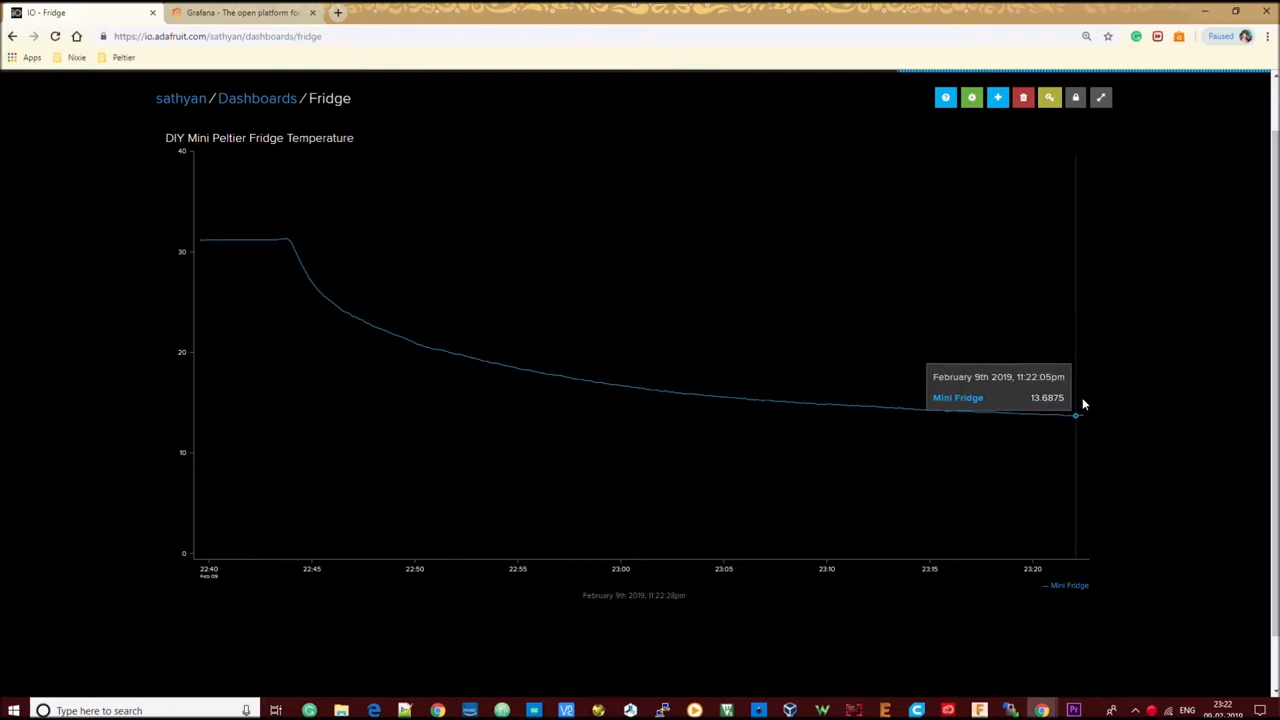 IO - Fridge
Grafana - The open platform for
https://io.adafruit.com/sathyan/dashboards/fridge
Paused
Apps
Nixie
Peltier
sathyan / Dashboards / Fridge
DIY Mini Peltier Fridge Temperature
40
30
20
10
0
February 9th 2019, 11:22:05pm
Mini Fridge 13.6875
22:40 22:45 22:50 22:55 23:00 23:05 23:10 23:15 23:20
Feb 09
Mini Fridge
February 9th 2019, 11:22:28pm
Type here to search
ENG
23:22
09-02-2019